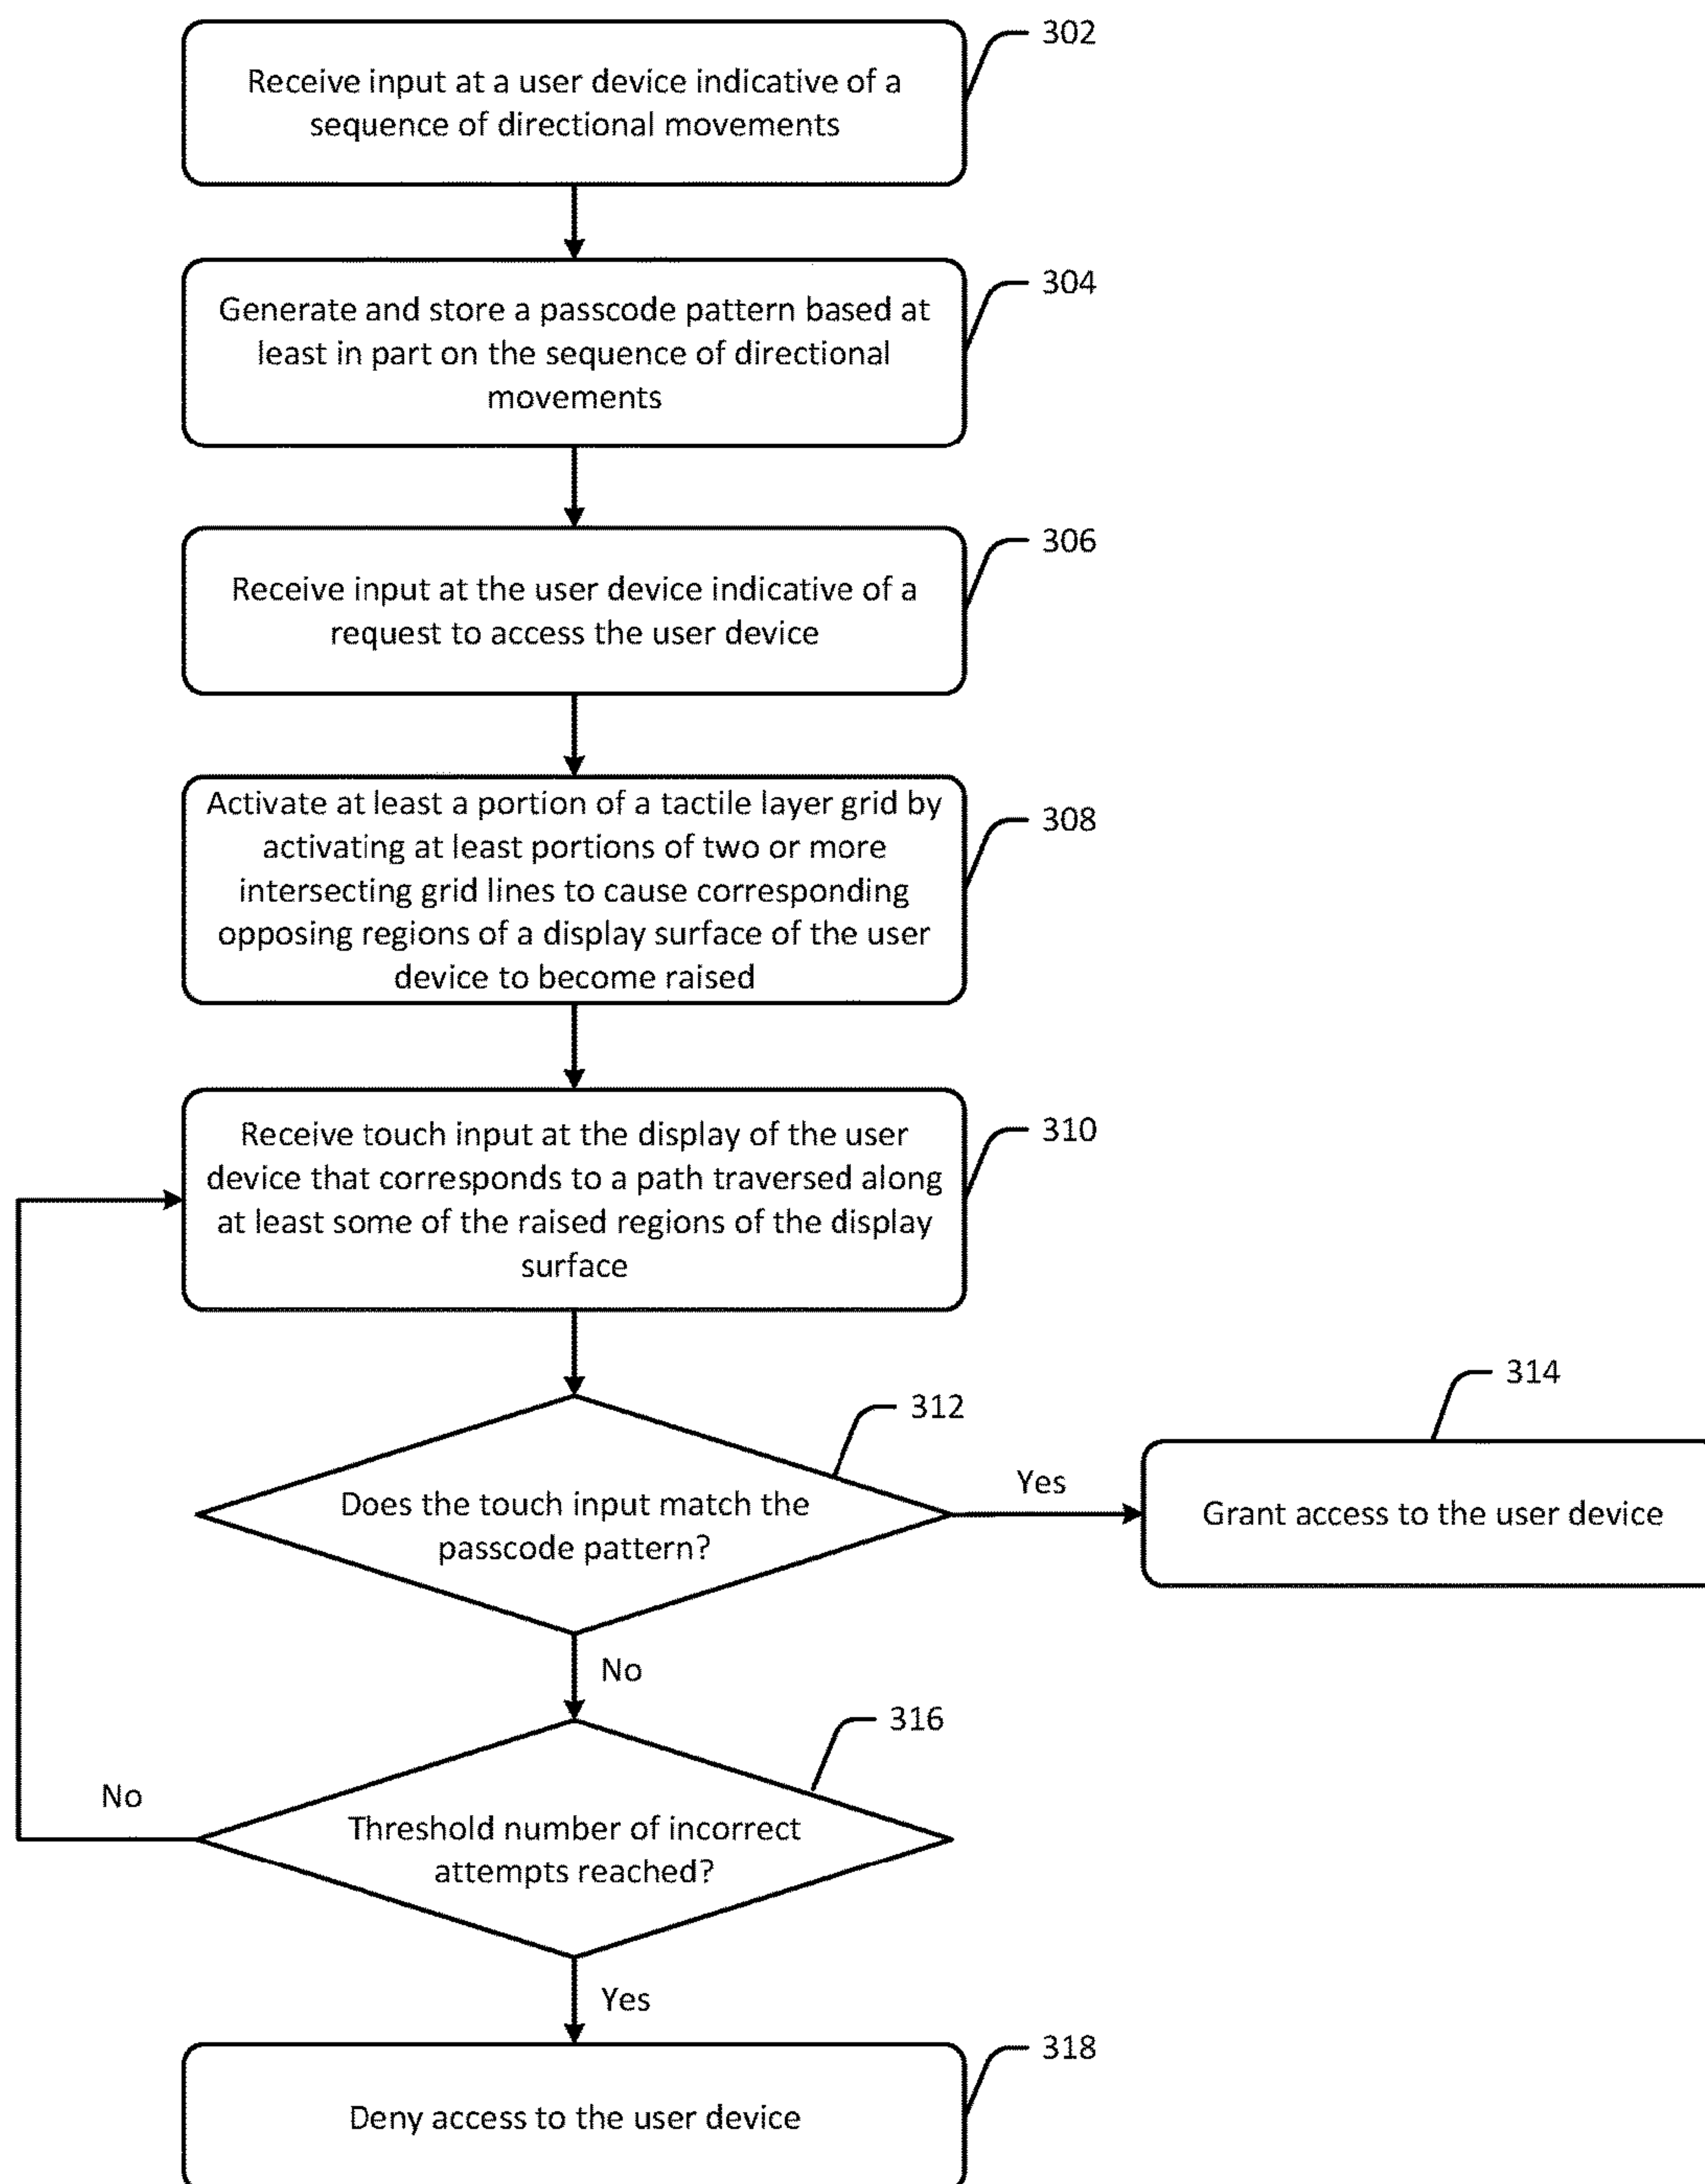 302
Receive input at a user device indicative of a
sequence of directional movements
304
Generate and store a passcode pattern based at
least in part on the sequence of directional
movements
306
Receive input at the user device indicative of a
request to access the user device
308
Activate at least a portion of a tactile layer grid by
activating at least portions of two or more
intersecting grid lines to cause corresponding
opposing regions of a display surface of the user
device to become raised
310
Receive touch input at the display of the user
device that corresponds to a path traversed along
at least some of the raised regions of the display
surface
312
Does the touch input match the
passcode pattern?
Yes
314
Grant access to the user device
No
316
Threshold number of incorrect
attempts reached?
No
Yes
318
Deny access to the user device